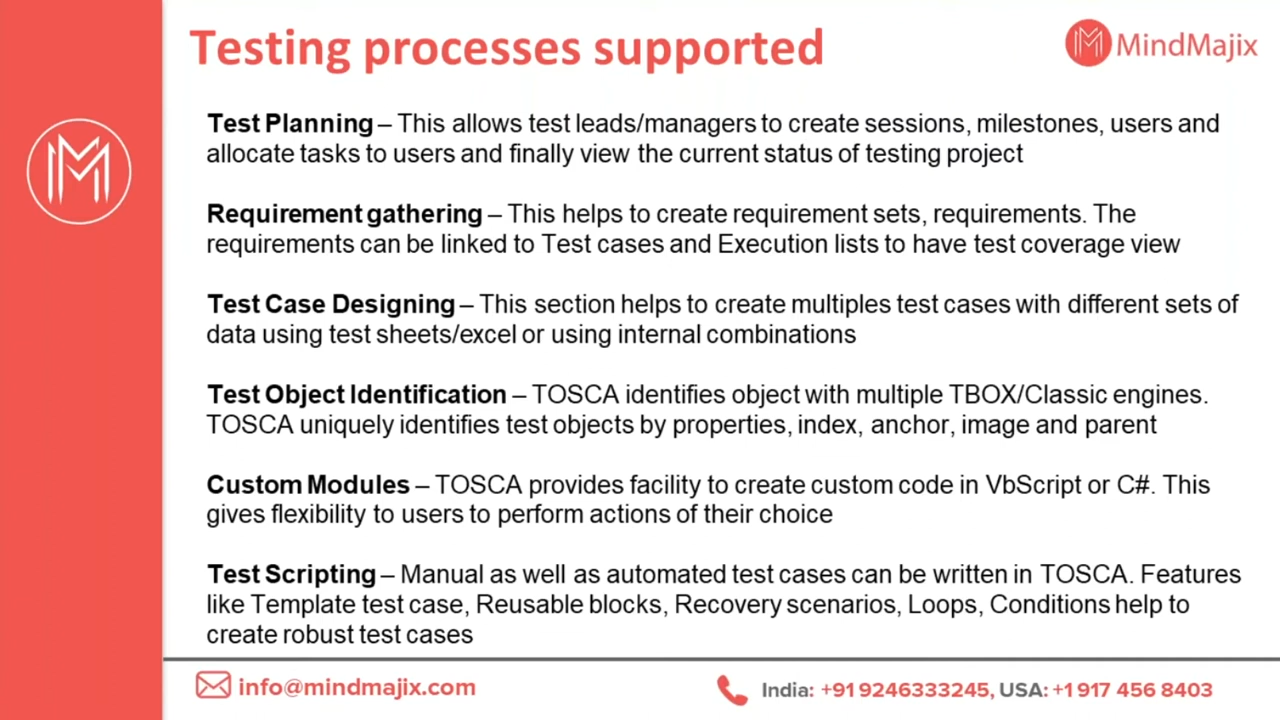 Testing processes supported
MindMajix
Test Planning – This allows test leads/managers to create sessions, milestones, users and
allocate tasks to users and finally view the current status of testing project
Requirement gathering – This helps to create requirement sets, requirements. The
requirements can be linked to Test cases and Execution lists to have test coverage view
Test Case Designing – This section helps to create multiples test cases with different sets of
data using test sheets/excel or using internal combinations
Test Object Identification – TOSCA identifies object with multiple TBOX/Classic engines.
TOSCA uniquely identifies test objects by properties, index, anchor, image and parent
Custom Modules – TOSCA provides facility to create custom code in VbScript or C#. This
gives flexibility to users to perform actions of their choice
Test Scripting – Manual as well as automated test cases can be written in TOSCA. Features
like Template test case, Reusable blocks, Recovery scenarios, Loops, Conditions help to
create robust test cases
info@mindmajix.com
India: +91 9246333245, USA: +1 917 456 8403